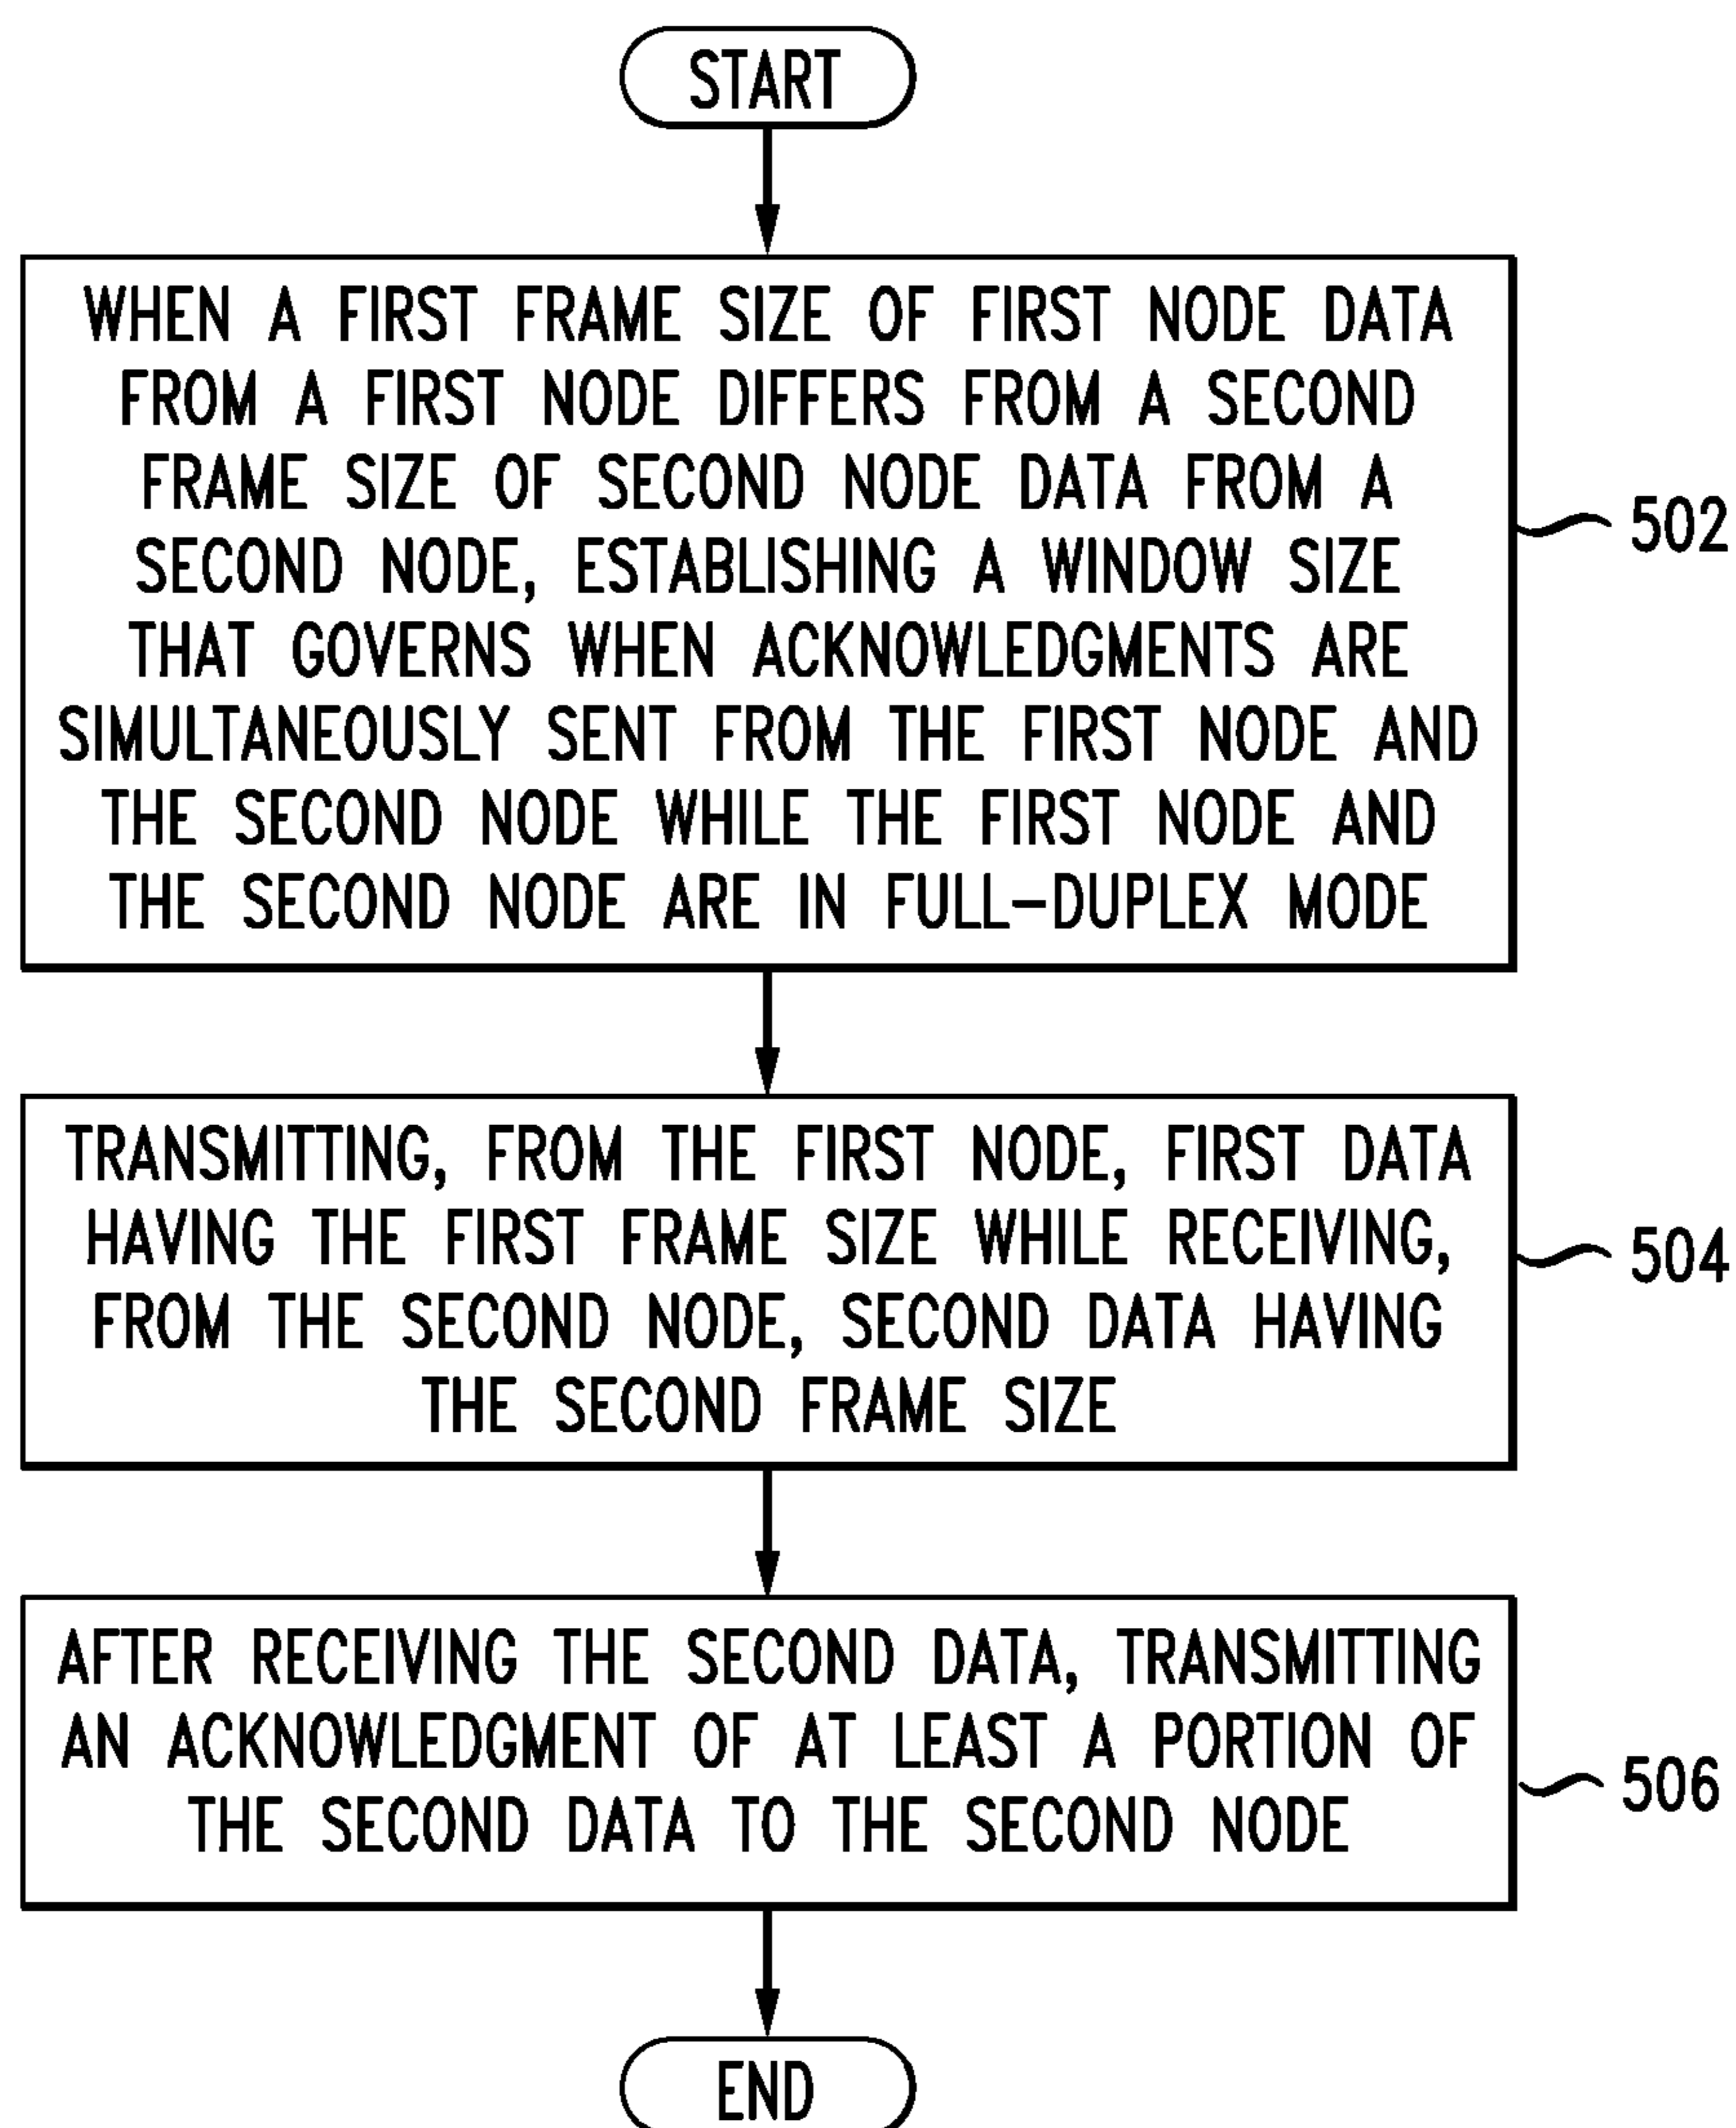 START
WHEN A FIRST FRAME SIZE OF FIRST NODE DATA
FROM A FIRST NODE DIFFERS FROM A SECOND
FRAME SIZE OF SECOND NODE DATA FROM A
SECOND NODE, ESTABLISHING A WINDOW SIZE
THAT GOVERNS WHEN ACKNOWLEDGMENTS ARE
SIMULTANEOUSLY SENT FROM THE FIRST NODE AND
THE SECOND NODE WHILE THE FIRST NODE AND
THE SECOND NODE ARE IN FULL-DUPLEX MODE
502
TRANSMITTING, FROM THE FIRST NODE, FIRST DATA
HAVING THE FIRST FRAME SIZE WHILE RECEIVING,
FROM THE SECOND NODE, SECOND DATA HAVING
THE SECOND FRAME SIZE
504
AFTER RECEIVING THE SECOND DATA, TRANSMITTING
AN ACKNOWLEDGMENT OF AT LEAST A PORTION OF
THE SECOND DATA TO THE SECOND NODE
506
END